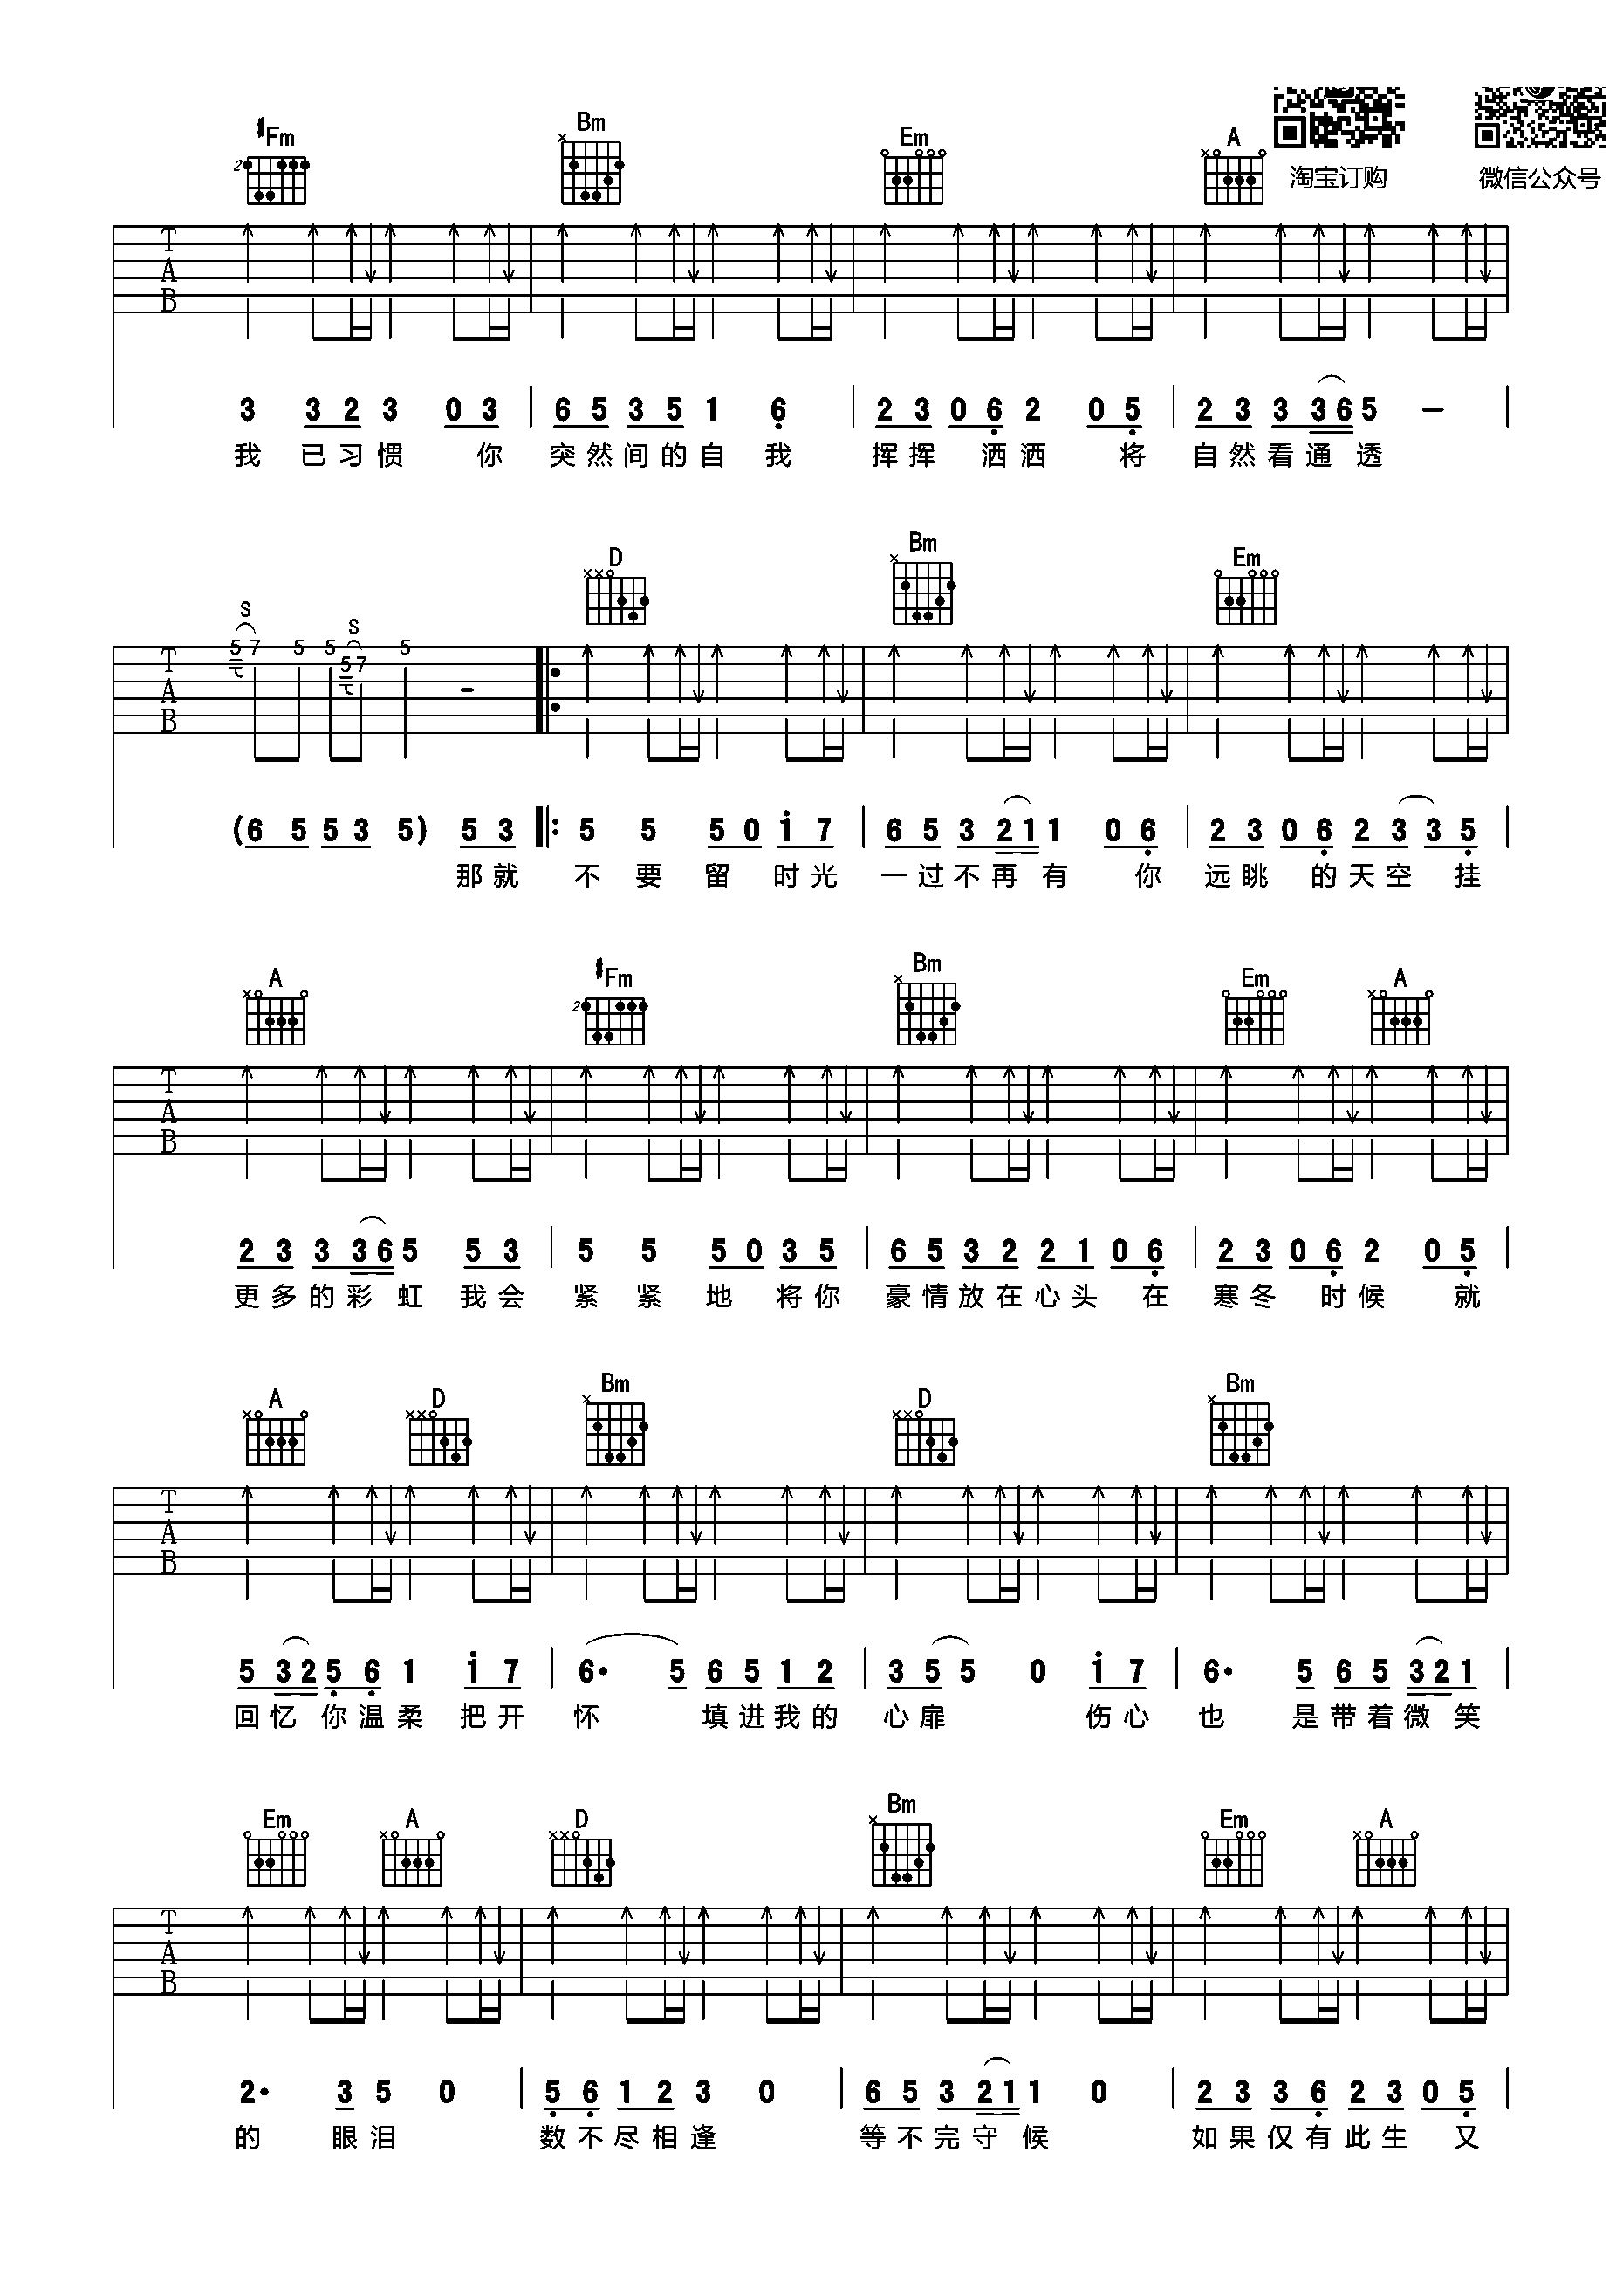 #Fm Bm Em A
淘宝订购 微信公众号
2
T A B
3 3 2 3 0 3 | 6 5 3 5 1 6 | 2 3 0 6 2 0 5 | 2 3 3 3 6 5 – |
我 已 习 惯 你 突 然 间 的 自 我 挥 挥 洒 洒 将 自 然 看 通 透
D Bm Em
S S
5 7 5 5 5 7 5
T A B
(6 5 5 3 5) 5 3 |: 5 5 5 0 1 7 | 6 5 3 2 1 1 0 6 | 2 3 0 6 2 3 3 5 |
那 就 不 要 留 时 光 一 过 不 再 有 你 远 眺 的 天 空 挂
A #Fm Bm Em A
2
T A B
2 3 3 3 6 5 5 3 | 5 5 5 0 3 5 | 6 5 3 2 2 1 0 6 | 2 3 0 6 2 0 5 |
更 多 的 彩 虹 我 会 紧 紧 地 将 你 豪 情 放 在 心 头 在 寒 冬 时 候 就
A D Bm D Bm
T A B
5 3 2 5 6 1 1 7 | 6· 5 6 5 1 2 | 3 5 5 0 1 7 | 6· 5 6 5 3 2 1 |
回 忆 你 温 柔 把 开 怀 填 进 我 的 心 扉 伤 心 也 是 带 着 微 笑
Em A D Bm Em A
T A B
2· 3 5 0 | 5 6 1 2 3 0 | 6 5 3 2 1 1 0 | 2 3 3 6 2 3 0 5 |
的 眼 泪 数 不 尽 相 逢 等 不 完 守 候 如 果 仅 有 此 生 又